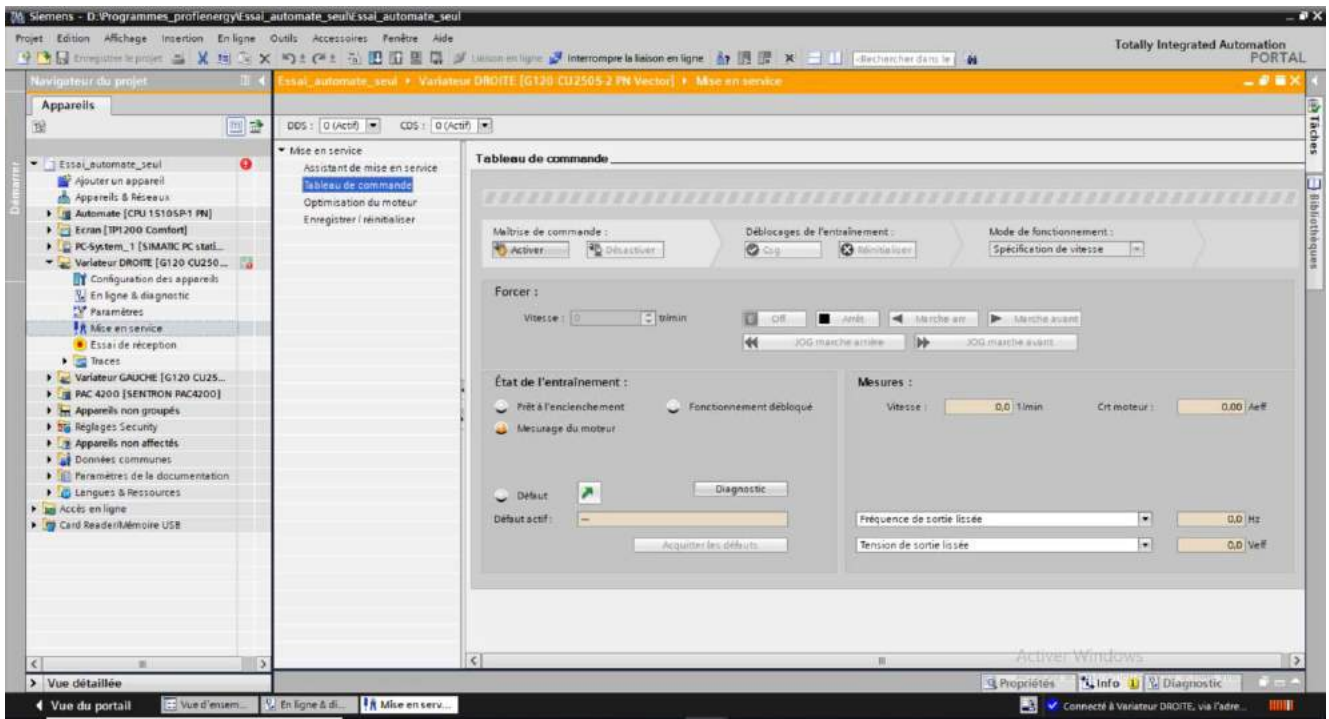 Siemens - D:\Programmes_profienergy\Essai_automate_seul\Essai_automate_seul
Projet Edition Affichage Insertion En ligne Outils Accessoires Fenêtre Aide
Totally Integrated Automation
PORTAL
Enregistrer le projet
Liaison en ligne
Interrompre la liaison en ligne
<Rechercher dans le
Navigateur du projet
Essai_automate_seul
Variateur DROITE [G120 CU250S-2 PN Vector]
Mise en service
Appareils
DDS : 0 (Actif)
CDS : 0 (Actif)
Démarrer
Essai_automate_seul
Ajouter un appareil
Appareils & Réseaux
Automate [CPU 1510SP-1 PN]
Ecran [TP1200 Comfort]
PC-System_1 [SIMATIC PC stati...
Variateur DROITE [G120 CU250...
Configuration des appareils
En ligne & diagnostic
Paramètres
Mise en service
Essai de réception
Traces
Variateur GAUCHE [G120 CU25...
PAC 4200 [SENTRON PAC4200]
Appareils non groupés
Réglages Security
Appareils non affectés
Données communes
Paramètres de la documentation
Langues & Ressources
Accès en ligne
Card Reader/Mémoire USB
Mise en service
Assistant de mise en service
Tableau de commande
Optimisation du moteur
Enregistrer / réinitialiser
Tableau de commande
Maîtrise de commande :
Déblocages de l'entraînement :
Mode de fonctionnement :
Activer
Désactiver
Csg
Réinitialiser
Spécification de vitesse
Forcer :
Vitesse : 0 tr/min
Off
Arrêt
Marche arr
Marche avant
JOG marche arrière
JOG marche avant
État de l'entraînement :
Mesures :
Prêt à l'enclenchement
Fonctionnement débloqué
Vitesse : 0,0 1/min
Crt moteur : 0,00 Aeff
Mesurage du moteur
Défaut
Diagnostic
Défaut actif : ---
Fréquence de sortie lissée
0,0 Hz
Acquitter les défauts
Tension de sortie lissée
0,0 Veff
Tâches
Bibliothèques
Activer Windows
Vue détaillée
Propriétés
Info
Diagnostic
Vue du portail
Vue d'ensem...
En ligne & di...
Mise en serv...
Connecté à Variateur DROITE, via l'adre...